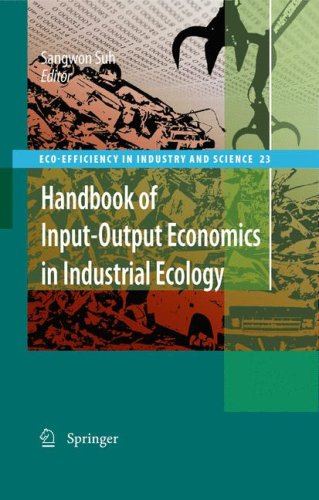 Sangwon Suh
Editor
ECO-EFFICIENCY IN INDUSTRY AND SCIENCE 23
Handbook of
Input-Output Economics
in Industrial Ecology
Springer